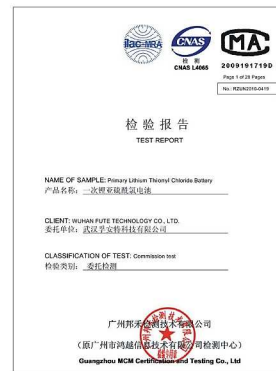 ilac-MRA
CNAS
检测
CNAS L4065
MA
2009191719D
Page 1 of 28 Pages
No.: RZUN2010-0419
检验报告
TEST REPORT
NAME OF SAMPLE: Primary Lithium Thionyl Chloride Battery
产品名称: 一次锂亚硫酰氯电池
CLIENT: WUHAN FUTE TECHNOLOGY CO., LTD.
委托单位: 武汉孚安特科技有限公司
CLASSIFICATION OF TEST: Commission test
检验类别: 委托检测
广州邦禾检测技术有限公司
(原广州市鸿越信息技术有限公司检测中心)
Guangzhou MCM Certification and Testing Co., Ltd